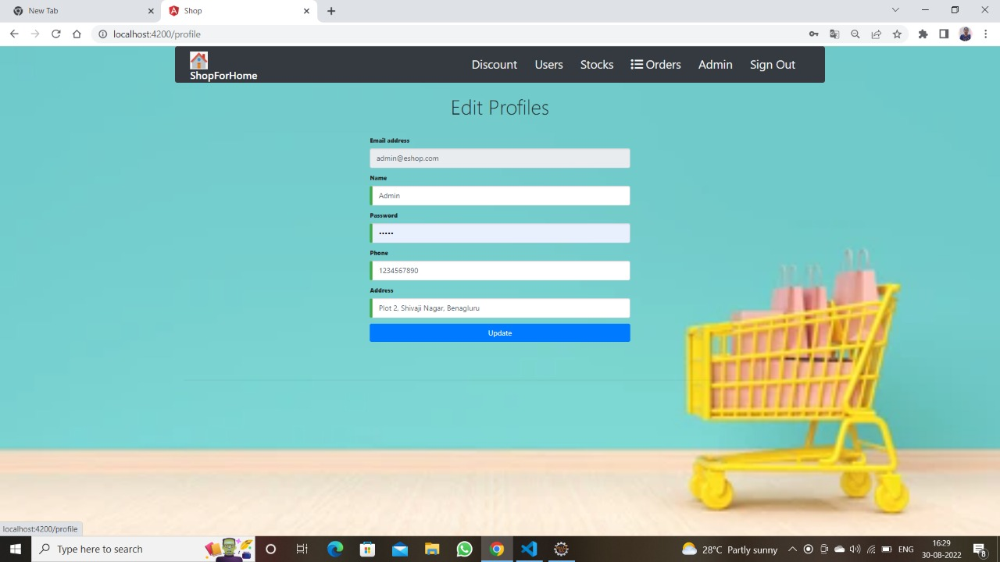 New Tab
Shop
localhost:4200/profile
ShopForHome
Discount Users Stocks Orders Admin Sign Out
Edit Profiles
Email address
admin@eshop.com
Name
Admin
Password
•••••
Phone
1234567890
Address
Plot 2, Shivaji Nagar, Benagluru
Update
localhost:4200/profile
Type here to search
28°C Partly sunny
ENG
16:29
30-08-2022
8